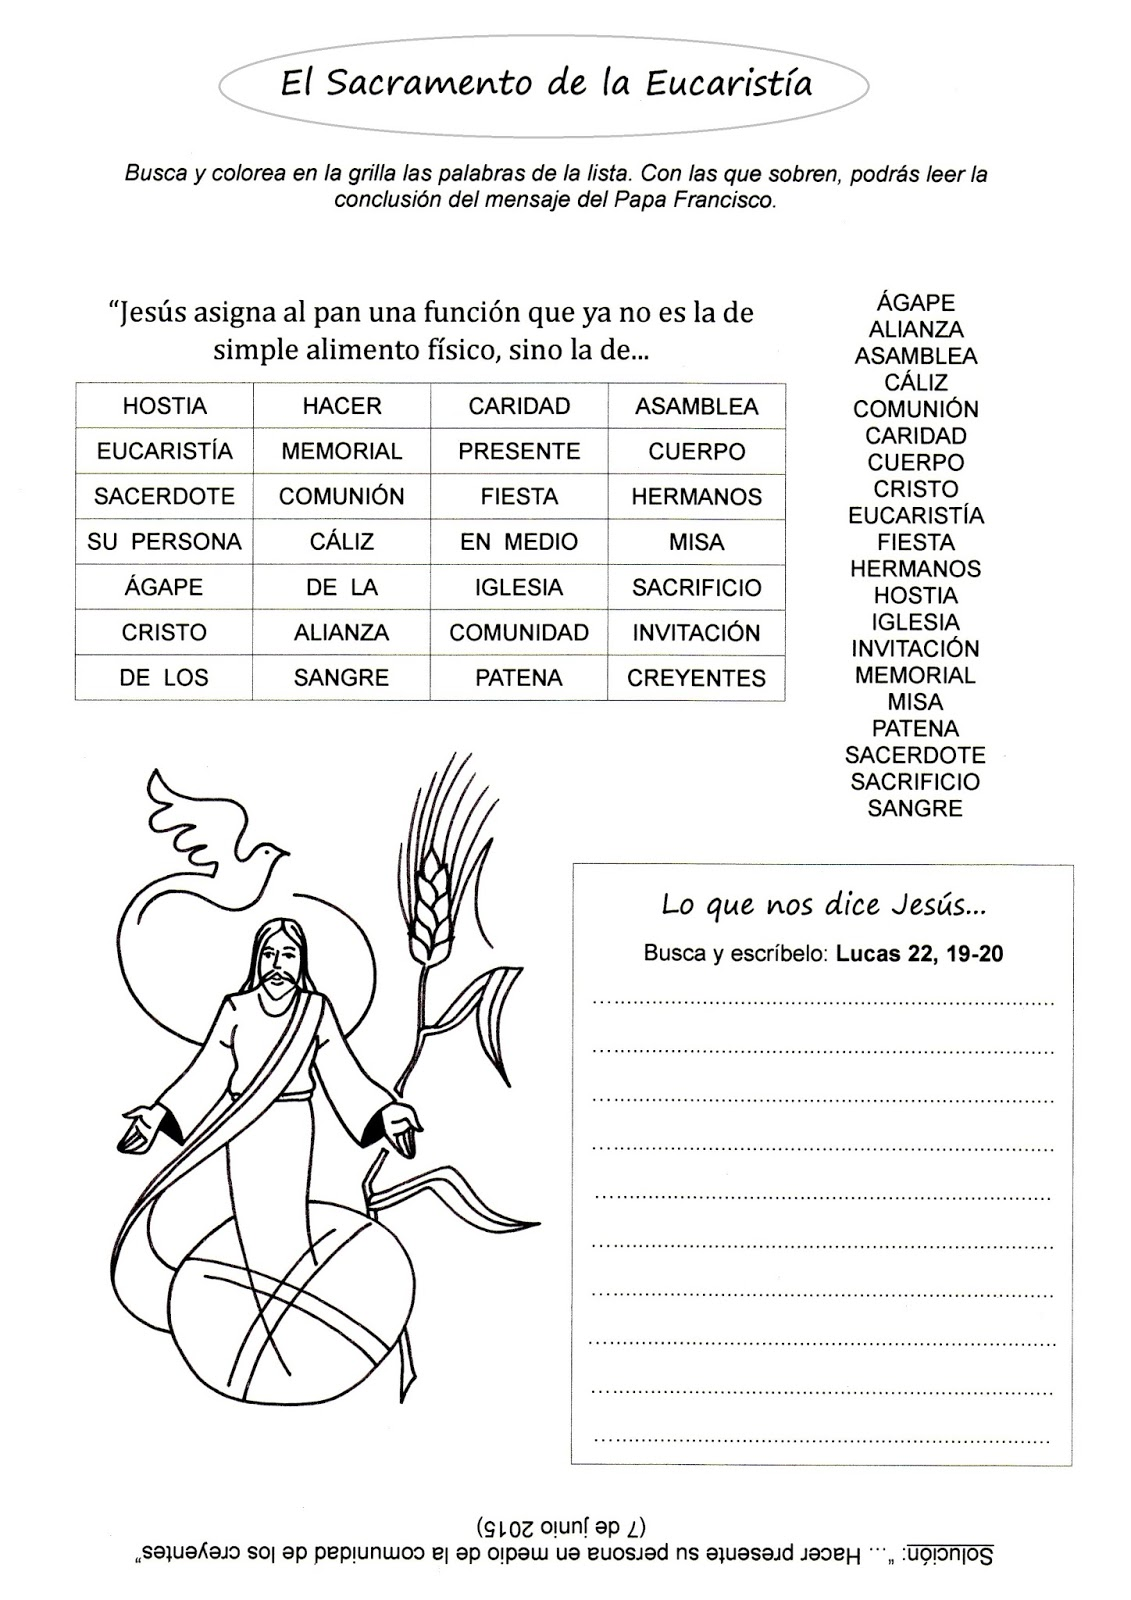 El Sacramento de la Eucaristía
Busca y colorea en la grilla las palabras de la lista. Con las que sobren, podrás leer la
conclusión del mensaje del Papa Francisco.
“Jesús asigna al pan una función que ya no es la de
simple alimento físico, sino la de...
HOSTIA HACER CARIDAD ASAMBLEA
EUCARISTÍA MEMORIAL PRESENTE CUERPO
SACERDOTE COMUNIÓN FIESTA HERMANOS
SU PERSONA CÁLIZ EN MEDIO MISA
ÁGAPE DE LA IGLESIA SACRIFICIO
CRISTO ALIANZA COMUNIDAD INVITACIÓN
DE LOS SANGRE PATENA CREYENTES
ÁGAPE
ALIANZA
ASAMBLEA
CÁLIZ
COMUNIÓN
CARIDAD
CUERPO
CRISTO
EUCARISTÍA
FIESTA
HERMANOS
HOSTIA
IGLESIA
INVITACIÓN
MEMORIAL
MISA
PATENA
SACERDOTE
SACRIFICIO
SANGRE
Lo que nos dice Jesús...
Busca y escríbelo: Lucas 22, 19-20
Solución: “... Hacer presente su persona en medio de la comunidad de los creyentes”
(7 de junio 2015)